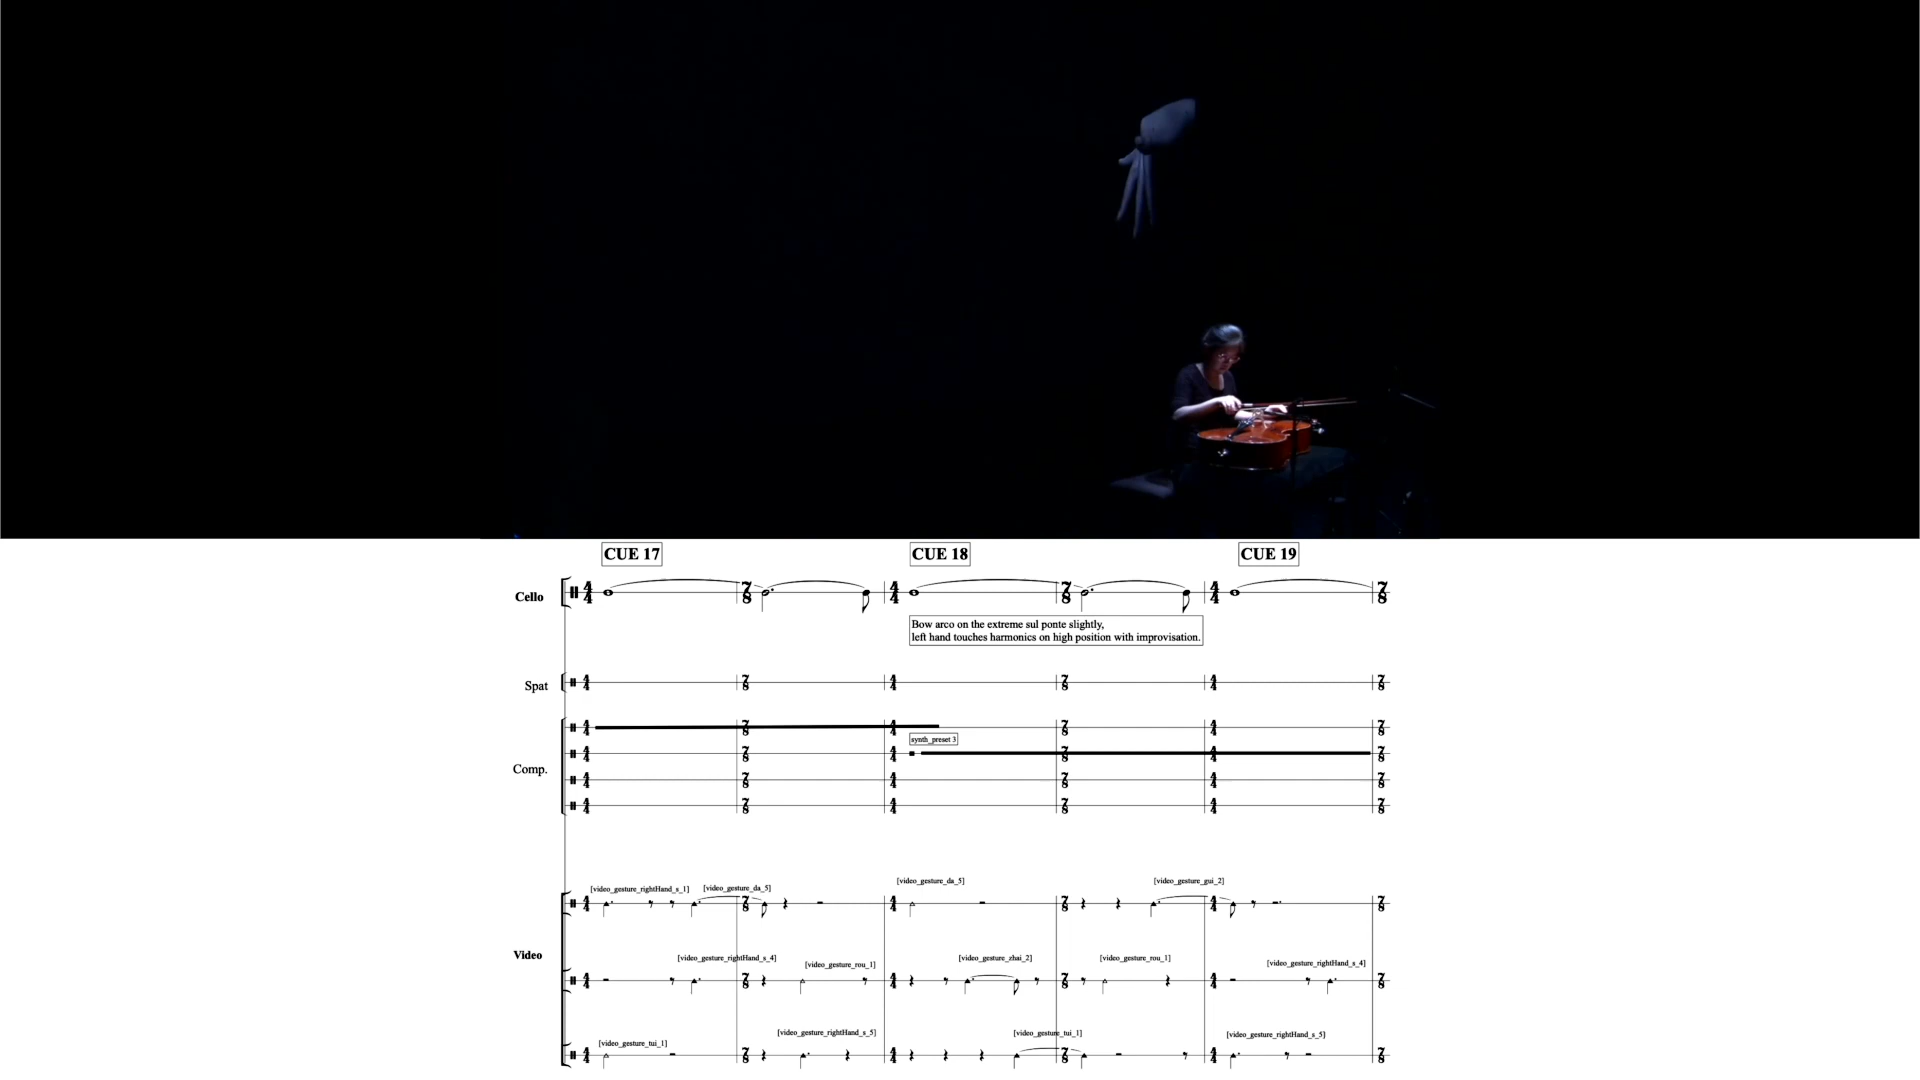 CUE 17
CUE 18
CUE 19
Cello
Bow arco on the extreme sul ponte slightly,
left hand touches harmonics on high position with improvisation.
Spat
synth_preset 3
Comp.
[video_gesture_rightHand_s_1]
[video_gesture_da_5]
[video_gesture_da_5]
[video_gesture_gui_2]
Video
[video_gesture_rightHand_s_4]
[video_gesture_rou_1]
[video_gesture_zhai_2]
[video_gesture_rou_1]
[video_gesture_rightHand_s_4]
[video_gesture_tui_1]
[video_gesture_rightHand_s_5]
[video_gesture_tui_1]
[video_gesture_rightHand_s_5]